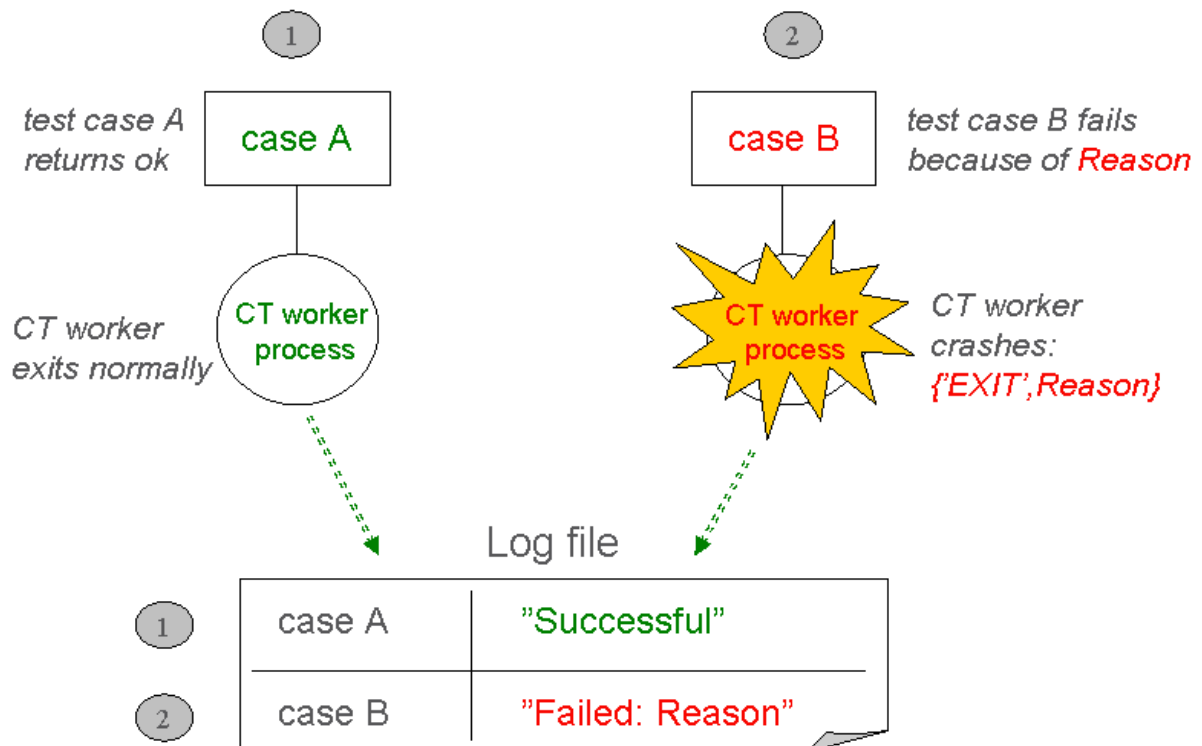 1
2
test case A
returns ok
case A
case B
test case B fails
because of Reason
CT worker
exits normally
CT worker
process
CT worker
process
CT worker
crashes:
{'EXIT',Reason}
Log file
1
case A
”Successful”
2
case B
”Failed: Reason”